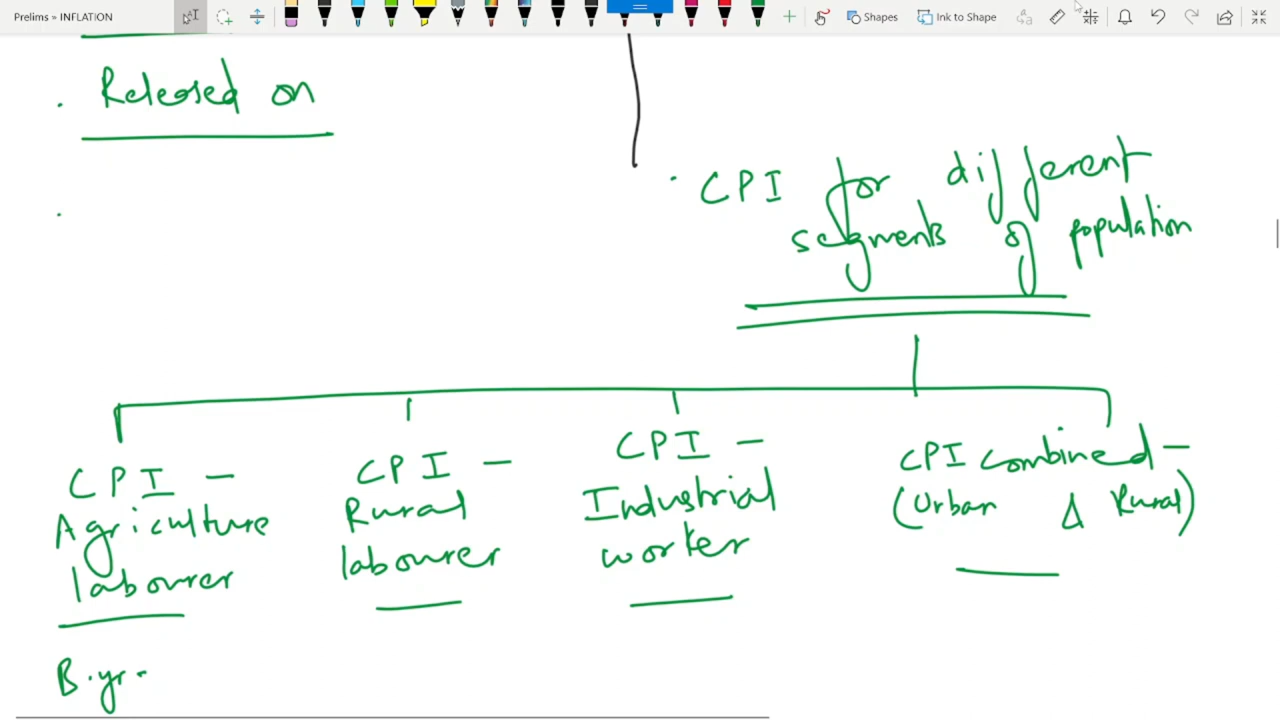 Prelims » INFLATION
Shapes
Ink to Shape
. Released on
. CPI for different
segments of population
CPI -
Agriculture
labourer
CPI -
Rural
labourer
CPI -
Industrial
worker
CPI combined -
(Urban & Rural)
B.yr-